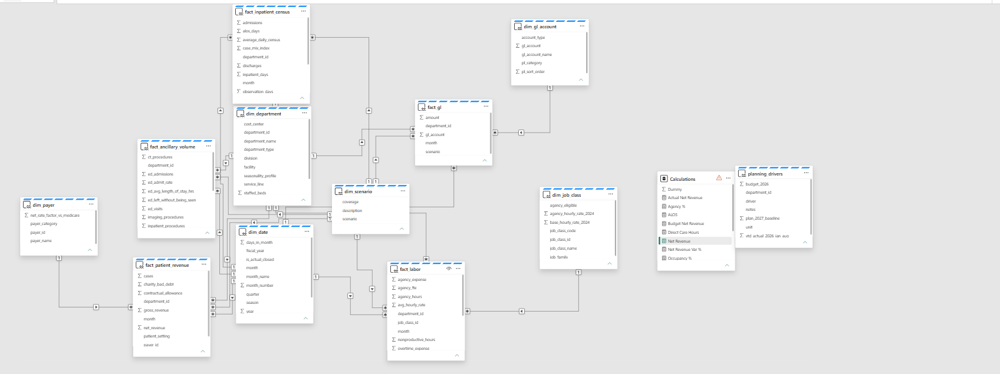 fact_inpatient_census
admissions
alos_days
average_daily_census
case_mix_index
department_id
discharges
inpatient_days
month
observation_days
dim_gl_account
account_type
gl_account
gl_account_name
pl_category
pl_sort_order
dim_department
cost_center
department_id
department_name
department_type
division
facility
seasonality_profile
service_line
staffed_beds
fact_gl
amount
department_id
gl_account
month
scenario
fact_ancillary_volume
ct_procedures
department_id
ed_admissions
ed_admit_rate
ed_avg_length_of_stay_hrs
ed_left_without_being_seen
ed_visits
imaging_procedures
inpatient_procedures
dim_scenario
coverage
description
scenario
dim_payer
net_rate_factor_vs_medicare
payer_category
payer_id
payer_name
dim_date
days_in_month
fiscal_year
is_actual_closed
month
month_name
month_number
quarter
season
year
fact_patient_revenue
cases
charity_bad_debt
contractual_allowance
department_id
gross_revenue
month
net_revenue
patient_setting
payer_id
fact_labor
agency_expense
agency_fte
agency_hours
avg_hourly_rate
department_id
job_class_id
month
nonproductive_hours
overtime_expense
dim_job_class
agency_eligible
agency_hourly_rate_2024
base_hourly_rate_2024
job_class_code
job_class_id
job_class_name
job_family
Calculations
Dummy
Actual Net Revenue
Agency %
ALOS
Budget Net Revenue
Direct Care Hours
Net Revenue
Net Revenue Var %
Occupancy %
planning_drivers
budget_2026
department_id
driver
notes
plan_2027_baseline
unit
ytd_actual_2026_jan_aug